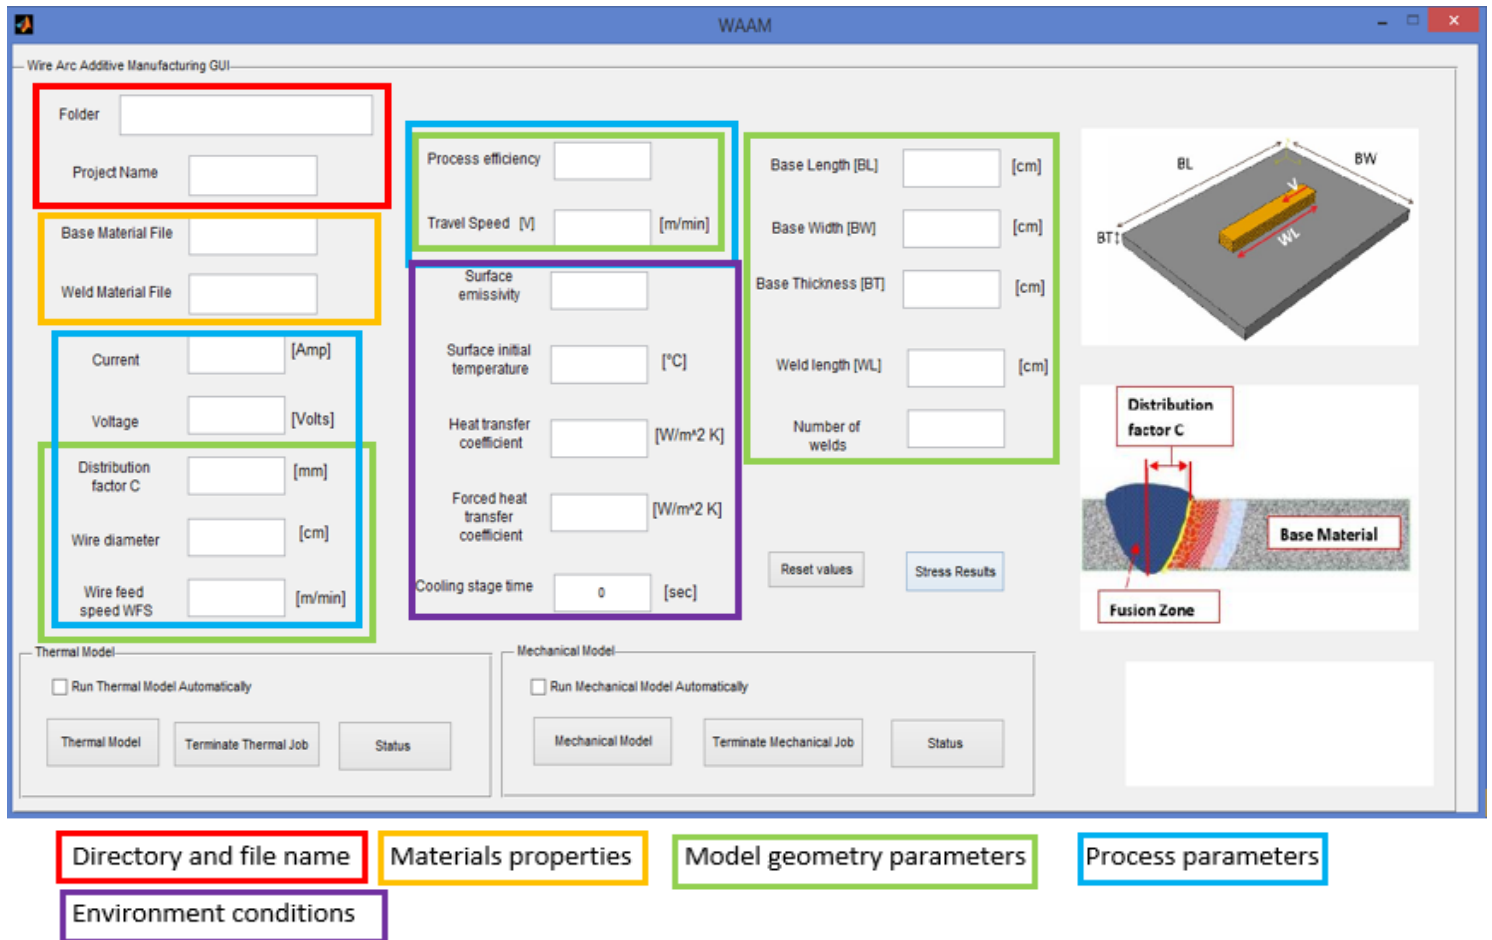 WAAM
Wire Arc Additive Manufacturing GUI
Folder
Project Name
Base Material File
Weld Material File
Current
[Amp]
Voltage
[Volts]
Distribution
factor C
[mm]
Wire diameter
[cm]
Wire feed
speed WFS
[m/min]
Process efficiency
Travel Speed [V]
[m/min]
Surface
emissivity
Surface initial
temperature
[°C]
Heat transfer
coefficient
[W/m^2 K]
Forced heat
transfer
coefficient
[W/m^2 K]
Cooling stage time
0
[sec]
Base Length [BL]
[cm]
Base Width [BW]
[cm]
Base Thickness [BT]
[cm]
Weld length [WL]
[cm]
Number of
welds
Reset values
Stress Results
BL
BW
V
BT
WL
Distribution
factor C
Base Material
Fusion Zone
Thermal Model
Run Thermal Model Automatically
Thermal Model
Terminate Thermal Job
Status
Mechanical Model
Run Mechanical Model Automatically
Mechanical Model
Terminate Mechanical Job
Status
Directory and file name
Materials properties
Model geometry parameters
Process parameters
Environment conditions